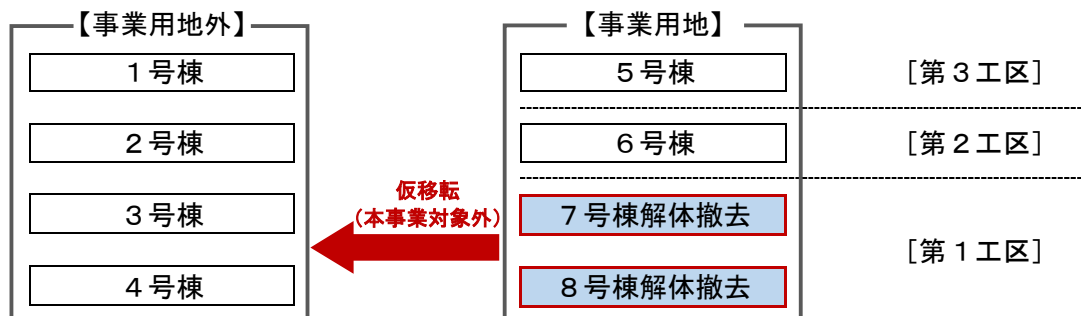 【事業用地外】
1号棟
2号棟
3号棟
4号棟
仮移転
(本事業対象外)
【事業用地】
5号棟
6号棟
7号棟解体撤去
8号棟解体撤去
[第3工区]
[第2工区]
[第1工区]